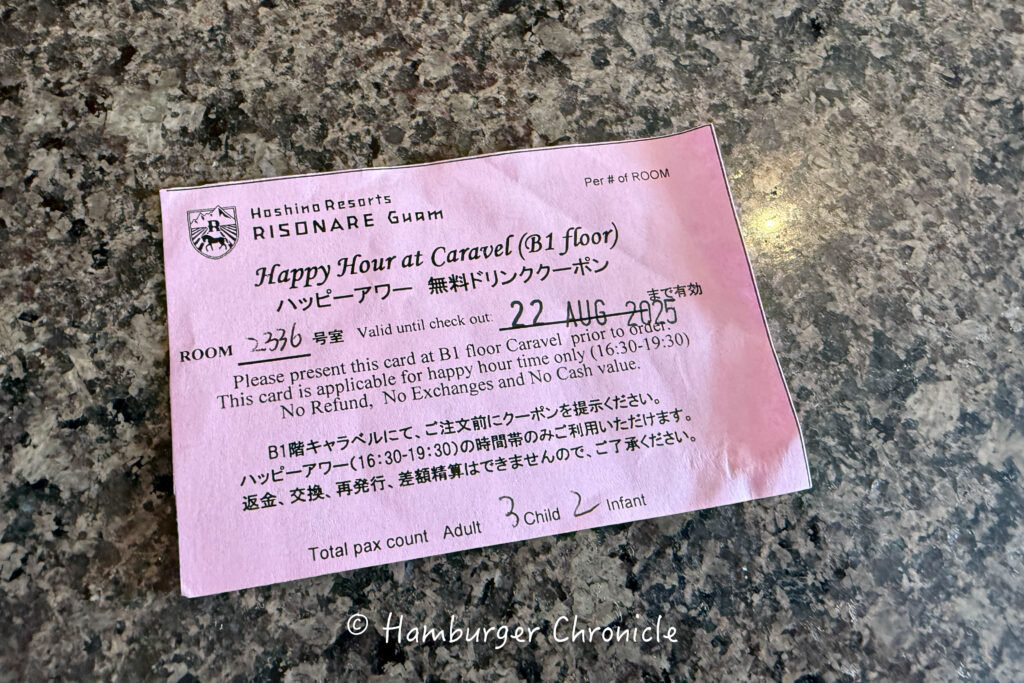 Per # of ROOM
Hoshino Resorts
RISONARE Guam
Happy Hour at Caravel (B1 floor)
ハッピーアワー 無料ドリンククーポン
ROOM 2336 号室 Valid until check out: 22 AUG 2025 まで有効
Please present this card at B1 floor Caravel prior to order.
This card is applicable for happy hour time only (16:30-19:30)
No Refund, No Exchanges and No Cash value.
B1階キャラベルにて、ご注文前にクーポンを提示ください。
ハッピーアワー(16:30-19:30)の時間帯のみご利用いただけます。
返金、交換、再発行、差額精算はできませんので、ご了承ください。
Total pax count Adult 3 Child 2 Infant
© Hamburger Chronicle